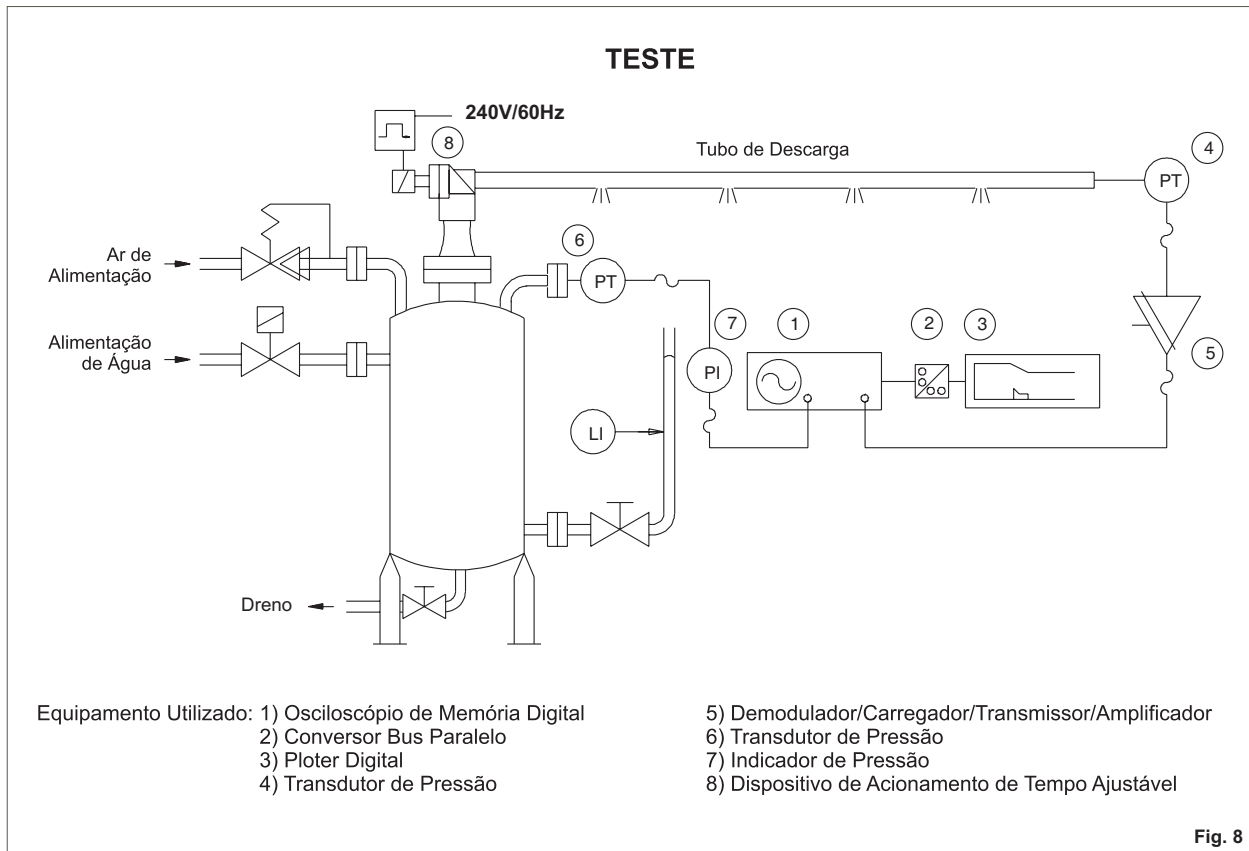 TESTE
240V/60Hz
8
Tubo de Descarga
4
PT
6
Ar de
Alimentação
PT
7
1
2
3
Alimentação
de Água
PI
5
LI
Dreno
Equipamento Utilizado: 1) Osciloscópio de Memória Digital
2) Conversor Bus Paralelo
3) Ploter Digital
4) Transdutor de Pressão
5) Demodulador/Carregador/Transmissor/Amplificador
6) Transdutor de Pressão
7) Indicador de Pressão
8) Dispositivo de Acionamento de Tempo Ajustável
Fig. 8